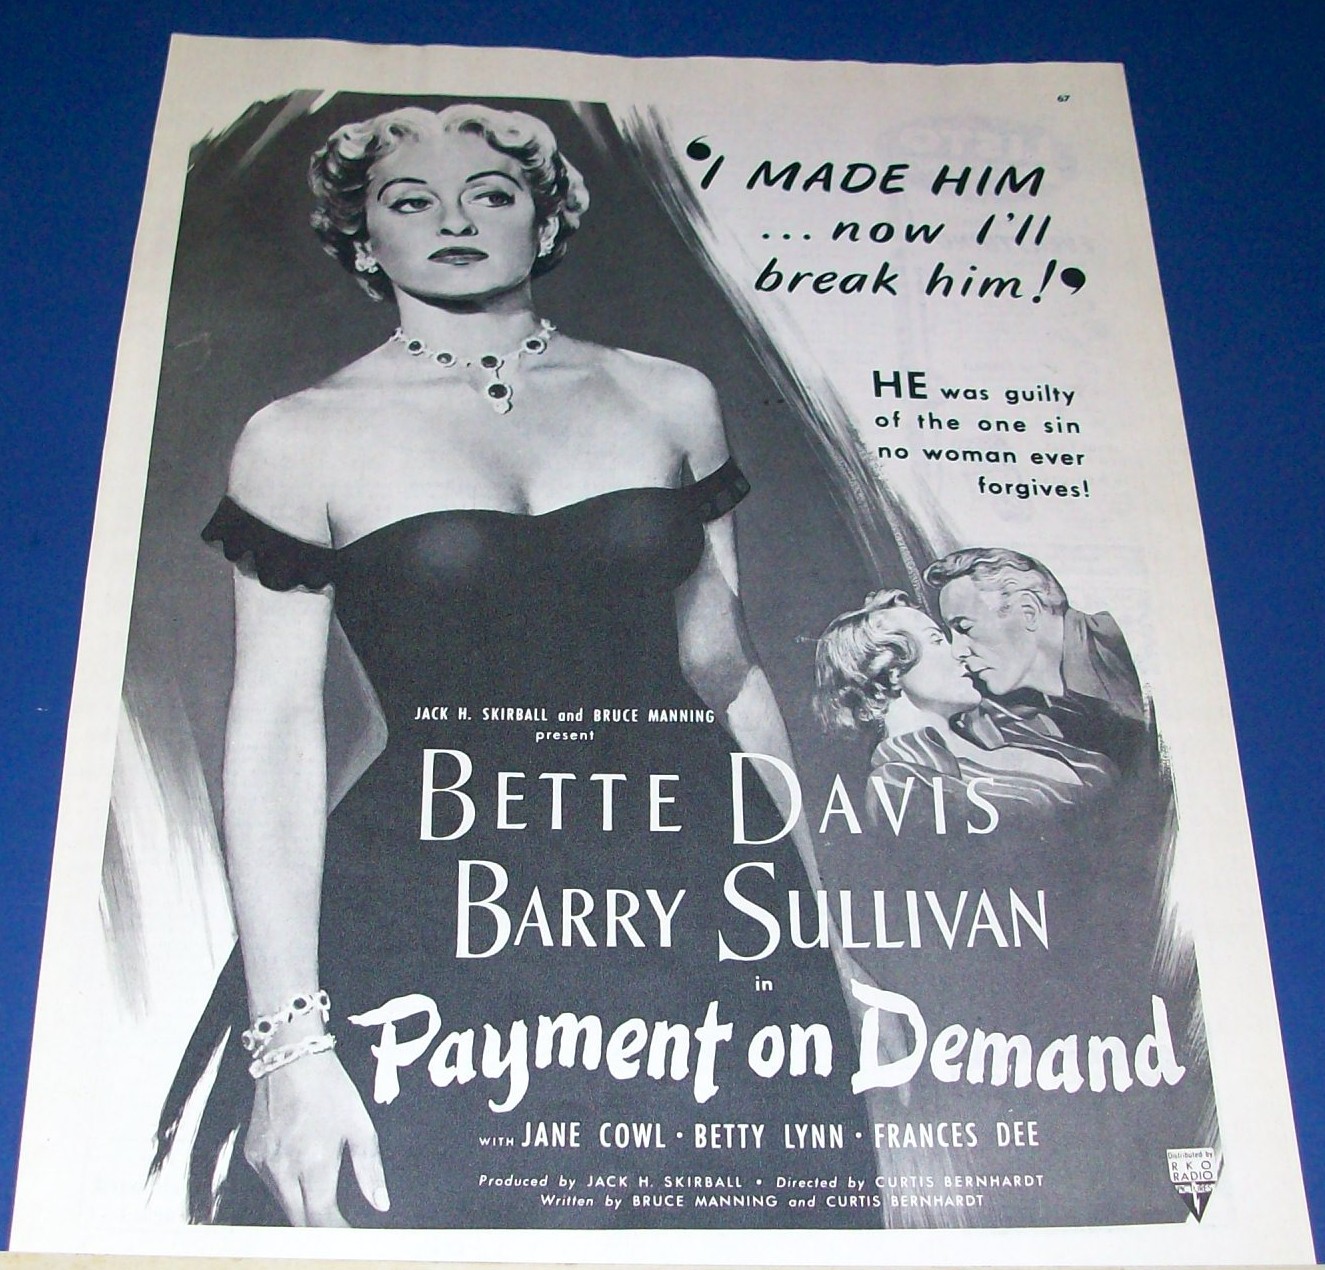 67
‘I MADE HIM
... now I'll
break him!’
HE was guilty
of the one sin
no woman ever
forgives!
JACK H. SKIRBALL and BRUCE MANNING
present
BETTE DAVIS
BARRY SULLIVAN
in
Payment on Demand
WITH JANE COWL • BETTY LYNN • FRANCES DEE
Produced by JACK H. SKIRBALL • Directed by CURTIS BERNHARDT
Written by BRUCE MANNING and CURTIS BERNHARDT
Distributed by
RKO
RADIO
PICTURES